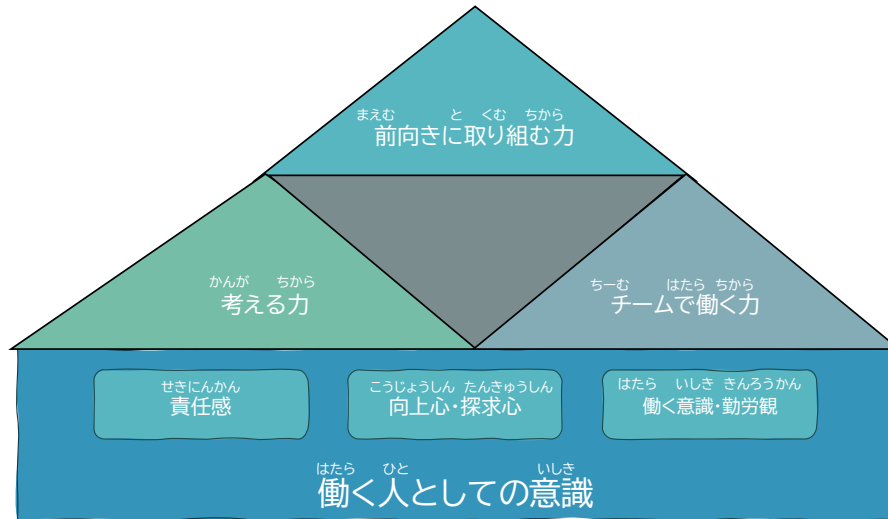 まえむ と くむ ちから
前向きに取り組む力
かんが ちから
考える力
ちーむ はたら ちから
チームで働く力
せきにんかん
責任感
こうじょうしん たんきゅうしん
向上心・探求心
はたら いしき きんろうかん
働く意識・勤労観
はたら ひと いしき
働く人としての意識